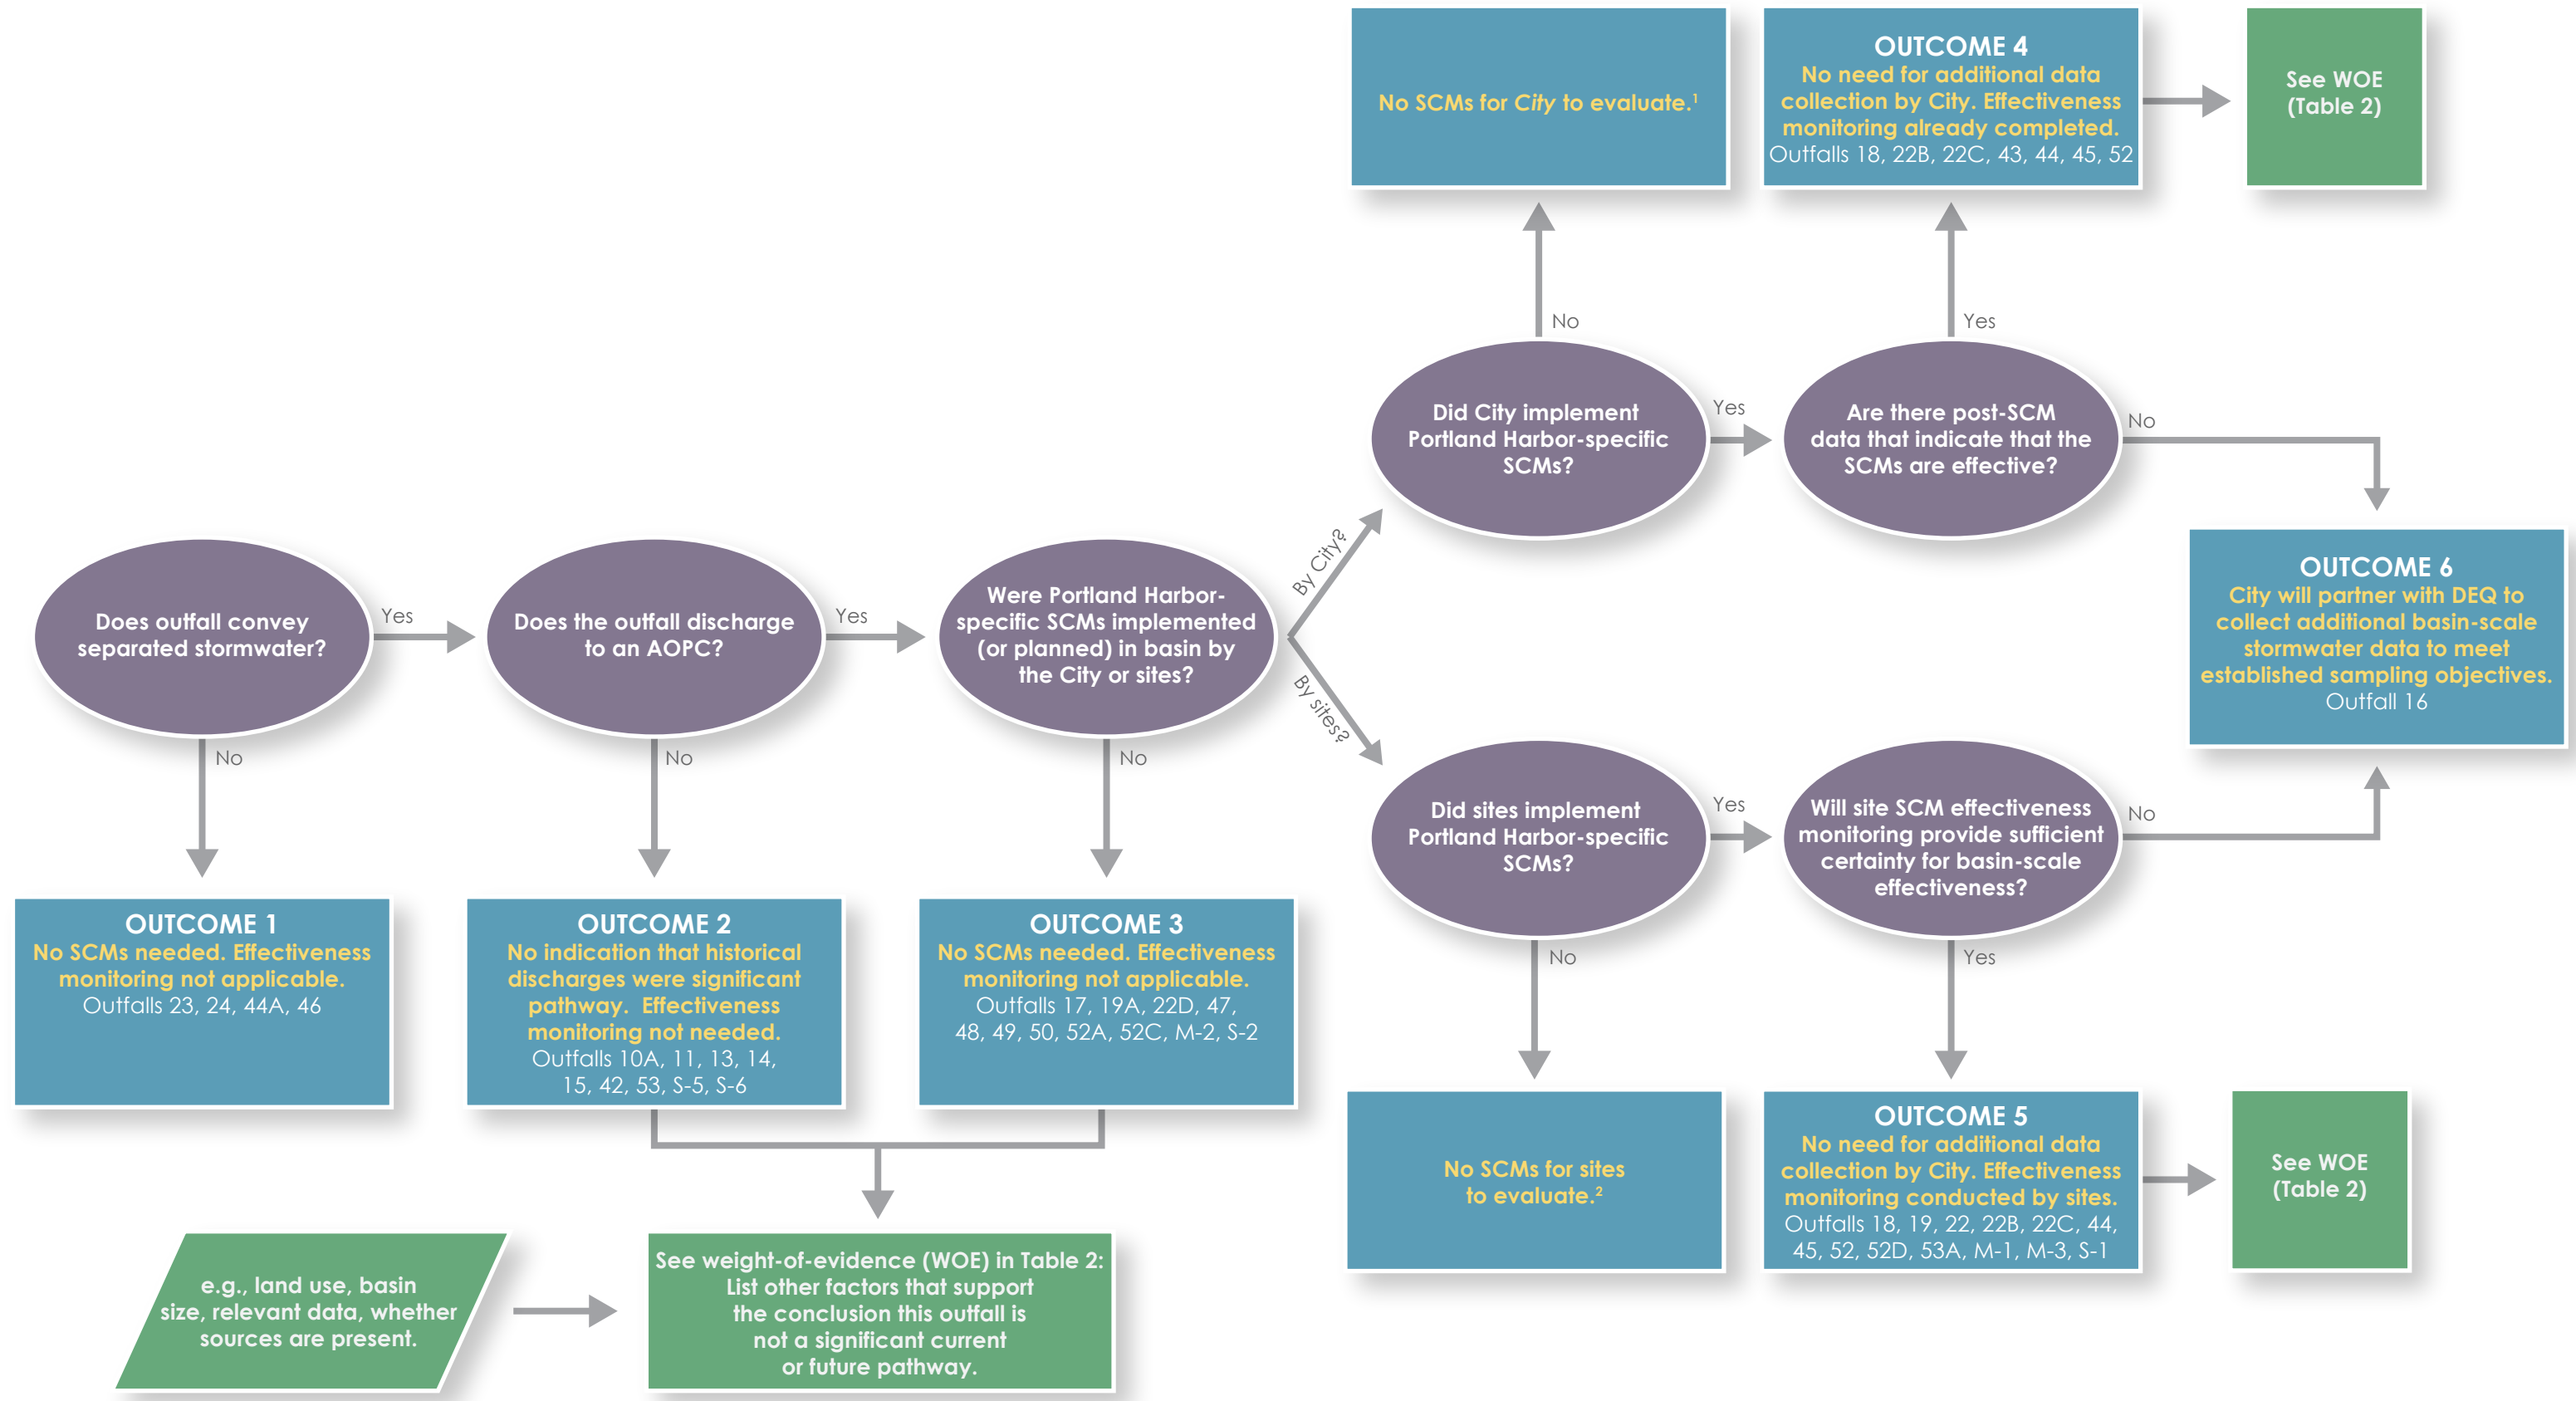 No SCMs for City to evaluate.¹
OUTCOME 4
No need for additional data
collection by City. Effectiveness
monitoring already completed.
Outfalls 18, 22B, 22C, 43, 44, 45, 52
See WOE
(Table 2)
No
Yes
Did City implement
Portland Harbor-specific
SCMs?
Yes
Are there post-SCM
data that indicate that the
SCMs are effective?
No
Does outfall convey
separated stormwater?
Yes
Does the outfall discharge
to an AOPC?
Yes
Were Portland Harbor-
specific SCMs implemented
(or planned) in basin by
the City or sites?
By City?
By sites?
OUTCOME 6
City will partner with DEQ to
collect additional basin-scale
stormwater data to meet
established sampling objectives.
Outfall 16
No
No
No
Did sites implement
Portland Harbor-specific
SCMs?
Yes
Will site SCM effectiveness
monitoring provide sufficient
certainty for basin-scale
effectiveness?
No
OUTCOME 1
No SCMs needed. Effectiveness
monitoring not applicable.
Outfalls 23, 24, 44A, 46
OUTCOME 2
No indication that historical
discharges were significant
pathway. Effectiveness
monitoring not needed.
Outfalls 10A, 11, 13, 14,
15, 42, 53, S-5, S-6
OUTCOME 3
No SCMs needed. Effectiveness
monitoring not applicable.
Outfalls 17, 19A, 22D, 47,
48, 49, 50, 52A, 52C, M-2, S-2
No
Yes
No SCMs for sites
to evaluate.²
OUTCOME 5
No need for additional data
collection by City. Effectiveness
monitoring conducted by sites.
Outfalls 18, 19, 22, 22B, 22C, 44,
45, 52, 52D, 53A, M-1, M-3, S-1
See WOE
(Table 2)
e.g., land use, basin
size, relevant data, whether
sources are present.
See weight-of-evidence (WOE) in Table 2:
List other factors that support
the conclusion this outfall is
not a significant current
or future pathway.